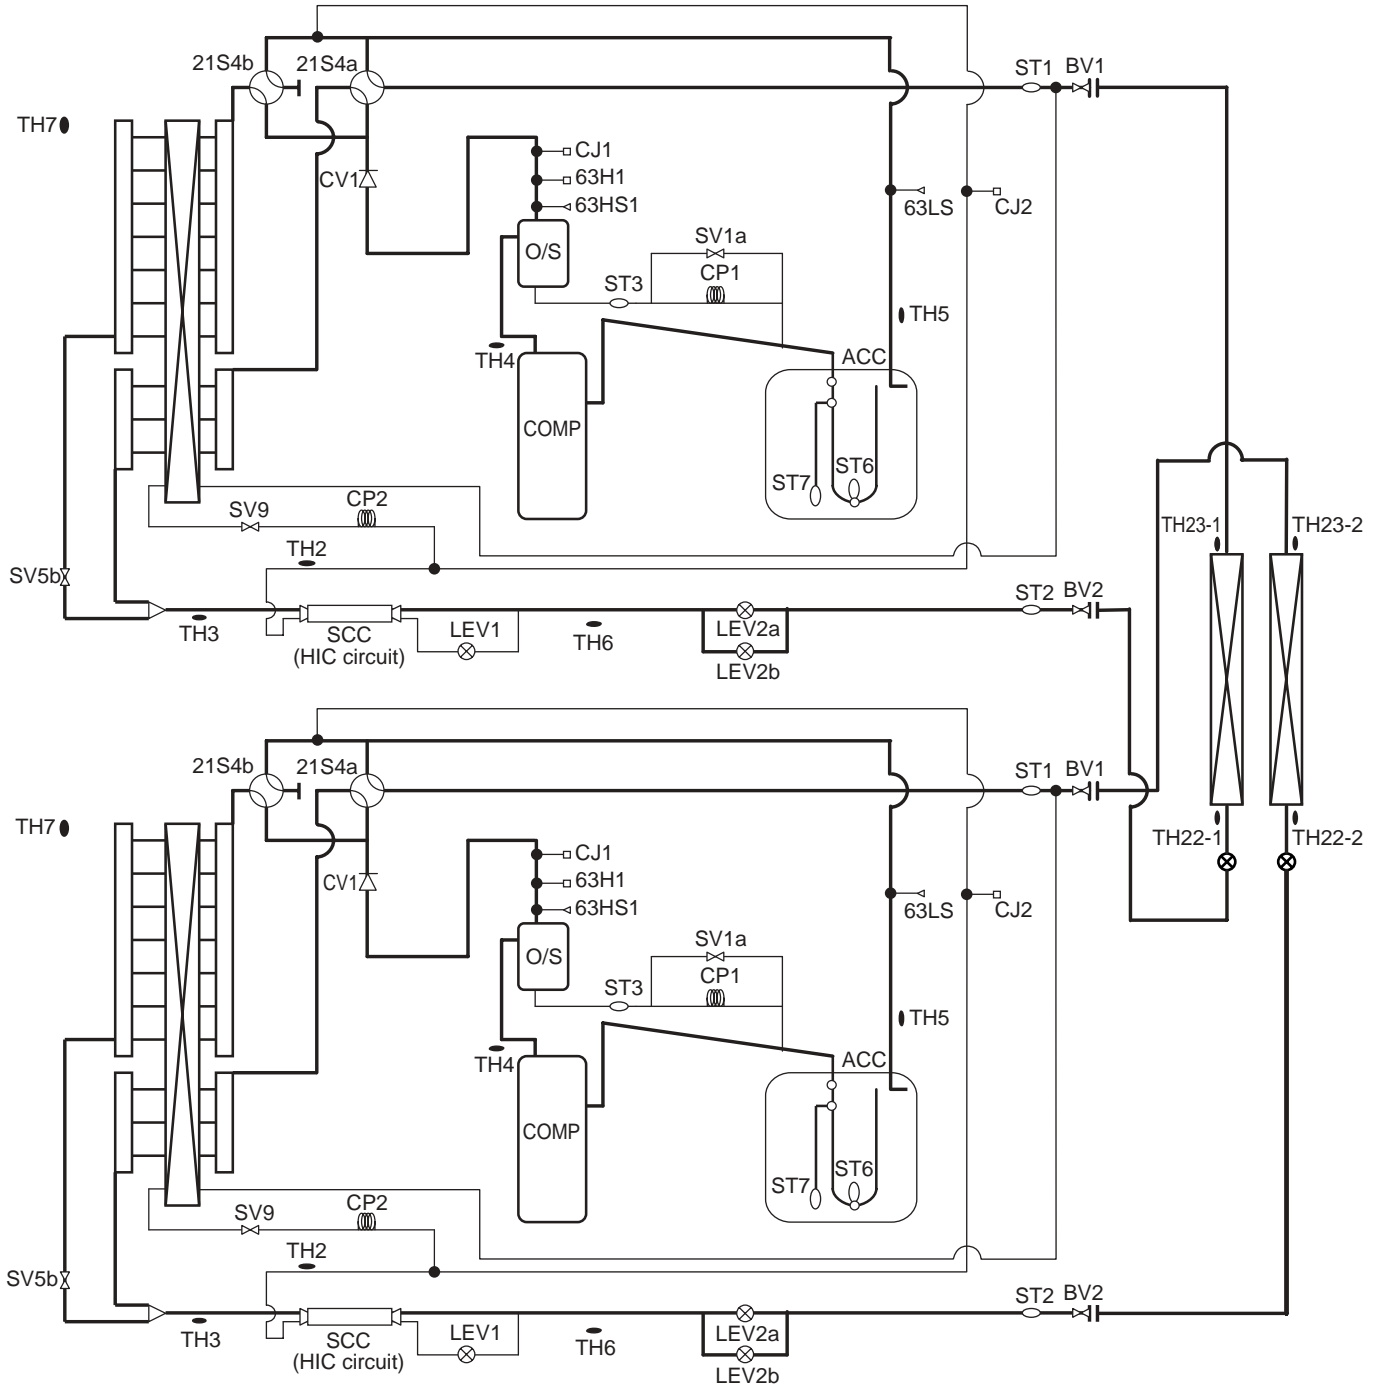 21S4b
21S4a
ST1
BV1
TH7
CJ1
63H1
63HS1
CV1
63LS
CJ2
O/S
SV1a
CP1
ST3
TH5
TH4
ACC
COMP
ST6
ST7
CP2
SV9
TH23-1
TH23-2
TH2
SV5b
ST2
BV2
TH3
SCC
(HIC circuit)
LEV1
TH6
LEV2a
LEV2b
21S4b
21S4a
ST1
BV1
TH7
TH22-1
TH22-2
CJ1
63H1
63HS1
CV1
63LS
CJ2
O/S
SV1a
CP1
ST3
TH5
TH4
ACC
COMP
ST6
ST7
CP2
SV9
TH2
SV5b
ST2
BV2
TH3
SCC
(HIC circuit)
LEV1
TH6
LEV2a
LEV2b